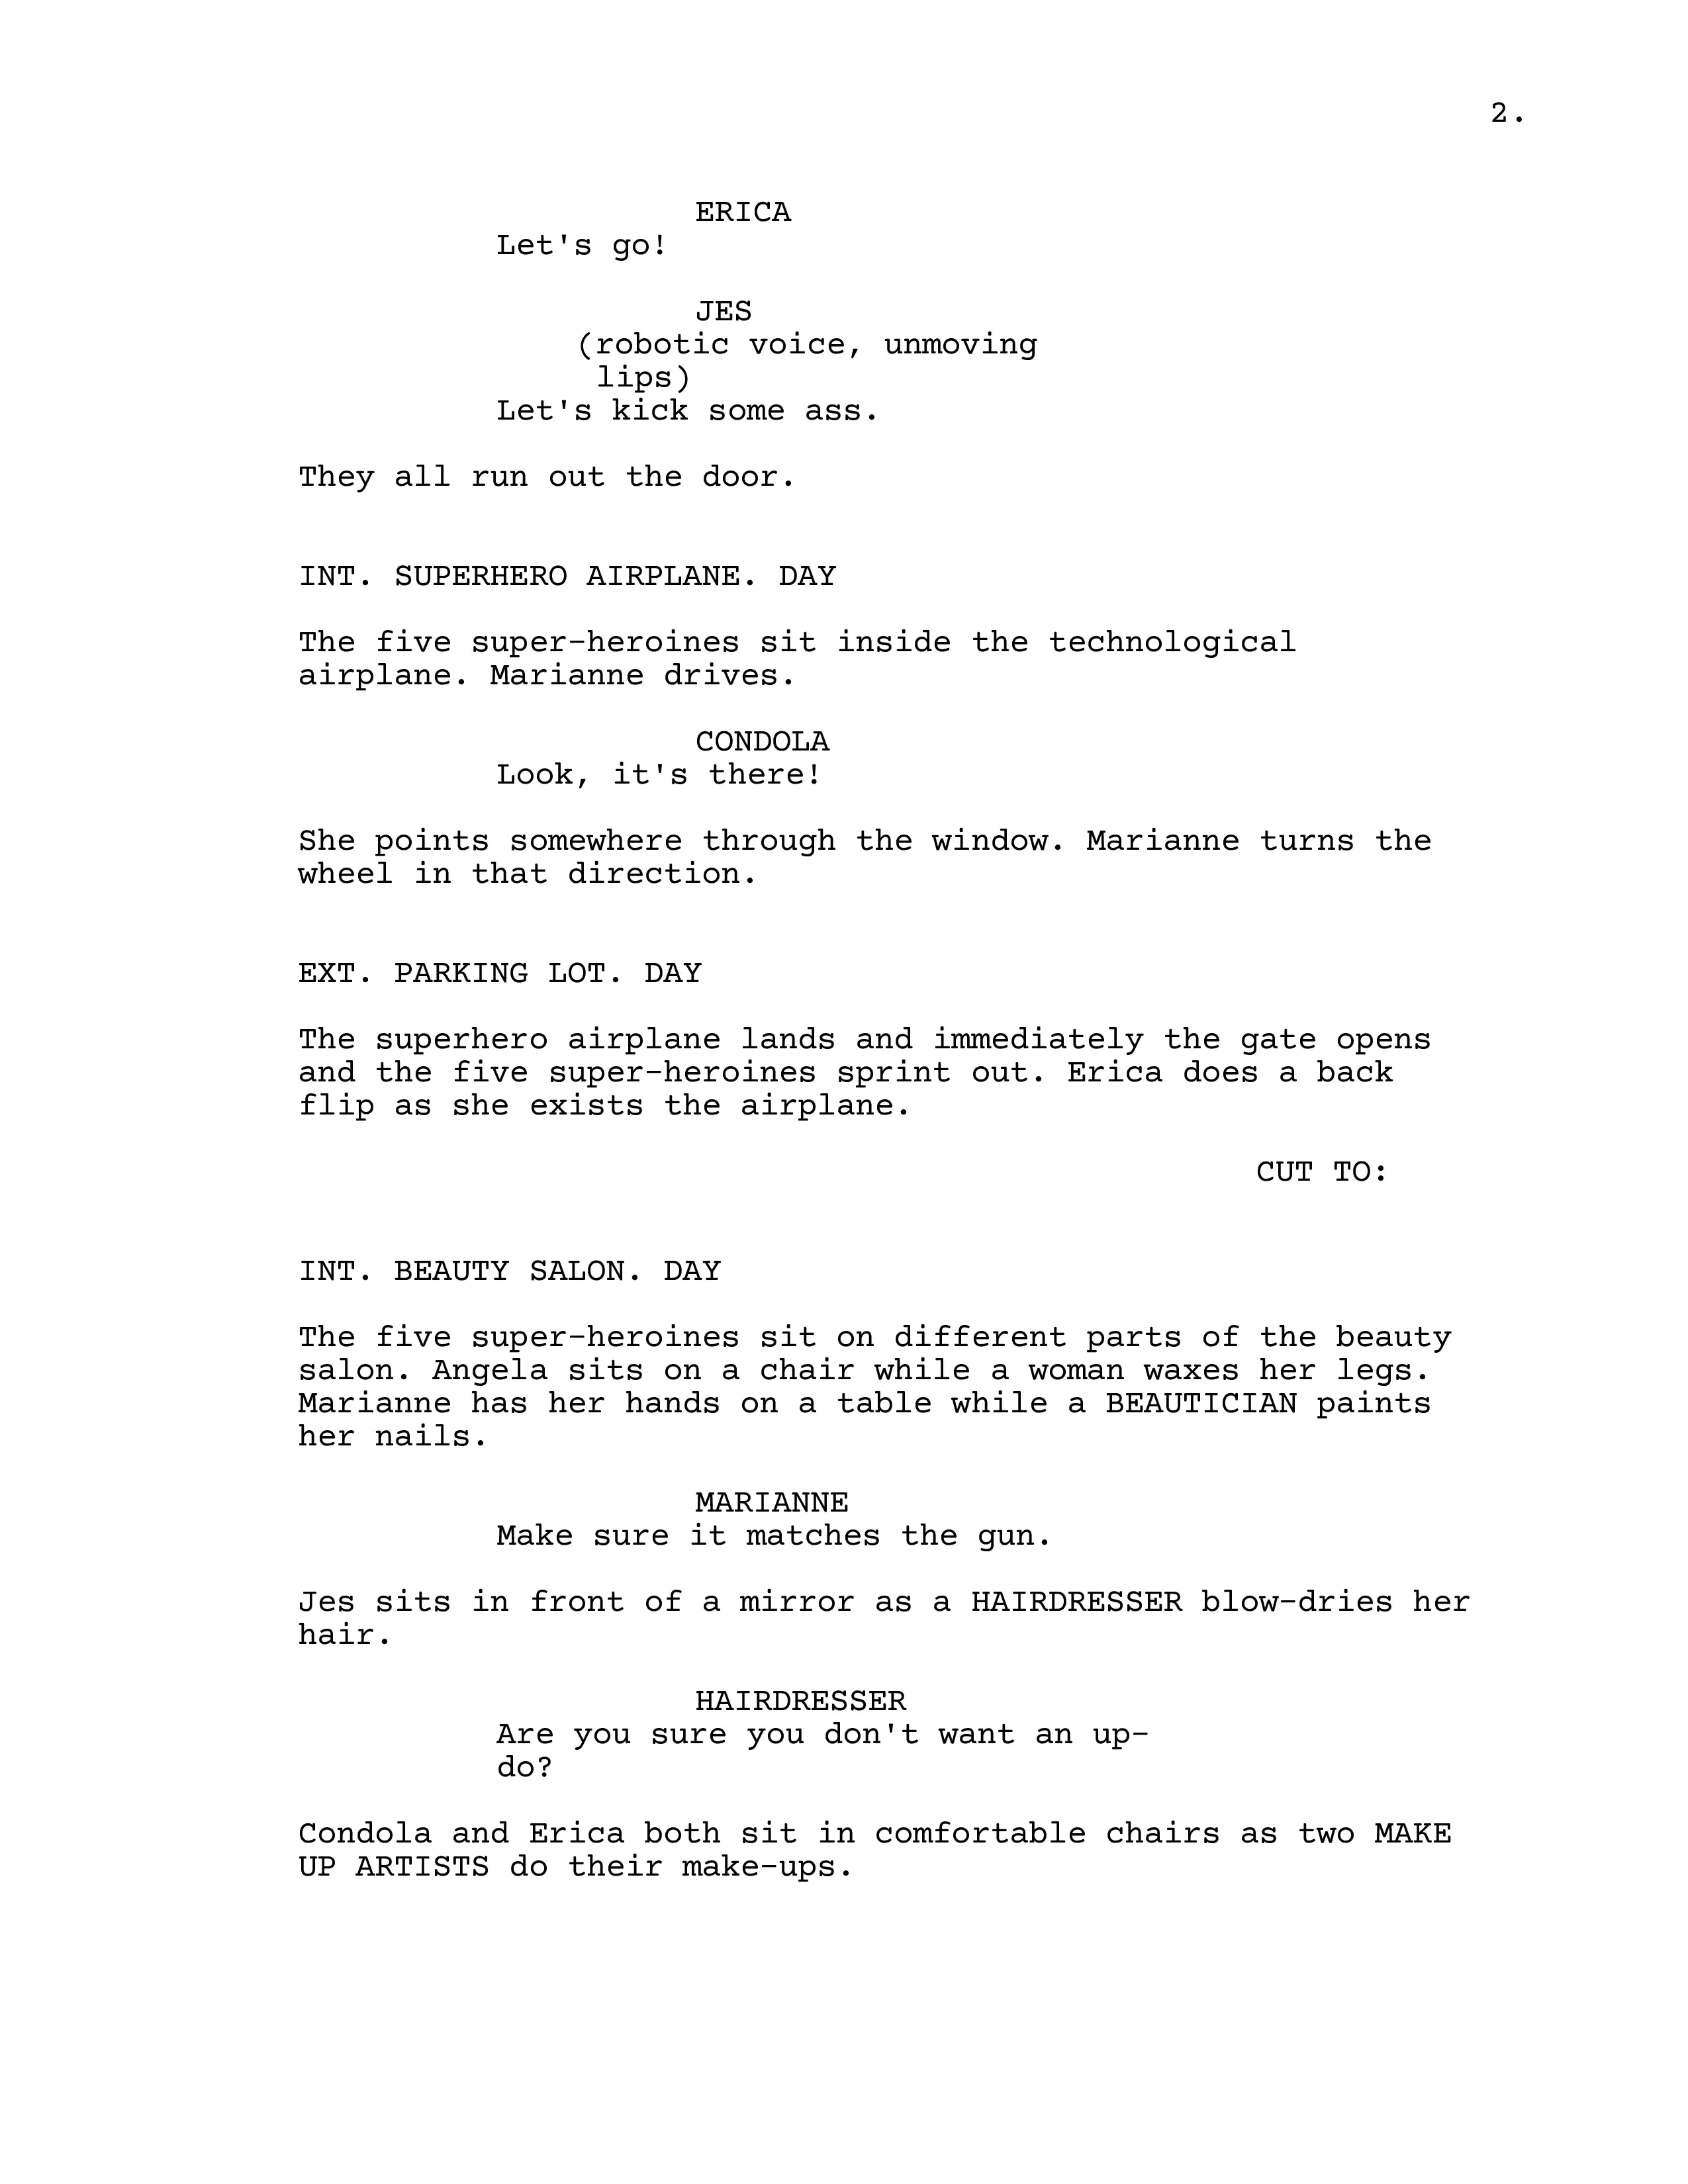 2.
ERICA
Let's go!
JES
(robotic voice, unmoving
lips)
Let's kick some ass.
They all run out the door.
INT. SUPERHERO AIRPLANE. DAY
The five super-heroines sit inside the technological
airplane. Marianne drives.
CONDOLA
Look, it's there!
She points somewhere through the window. Marianne turns the
wheel in that direction.
EXT. PARKING LOT. DAY
The superhero airplane lands and immediately the gate opens
and the five super-heroines sprint out. Erica does a back
flip as she exists the airplane.
CUT TO:
INT. BEAUTY SALON. DAY
The five super-heroines sit on different parts of the beauty
salon. Angela sits on a chair while a woman waxes her legs.
Marianne has her hands on a table while a BEAUTICIAN paints
her nails.
MARIANNE
Make sure it matches the gun.
Jes sits in front of a mirror as a HAIRDRESSER blow-dries her
hair.
HAIRDRESSER
Are you sure you don't want an up-
do?
Condola and Erica both sit in comfortable chairs as two MAKE
UP ARTISTS do their make-ups.